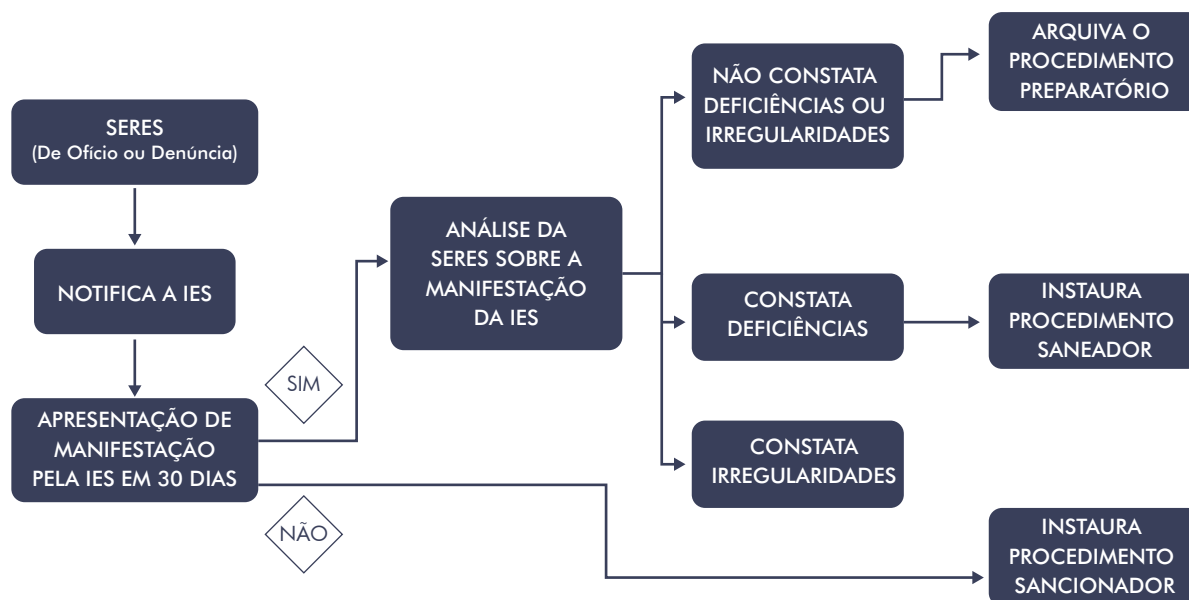 SERES
(De Ofício ou Denúncia)
NOTIFICA A IES
APRESENTAÇÃO DE
MANIFESTAÇÃO
PELA IES EM 30 DIAS
SIM
NÃO
ANÁLISE DA
SERES SOBRE A
MANIFESTAÇÃO
DA IES
NÃO CONSTATA
DEFICIÊNCIAS OU
IRREGULARIDADES
ARQUIVA O
PROCEDIMENTO
PREPARATÓRIO
CONSTATA
DEFICIÊNCIAS
INSTAURA
PROCEDIMENTO
SANEADOR
CONSTATA
IRREGULARIDADES
INSTAURA
PROCEDIMENTO
SANCIONADOR